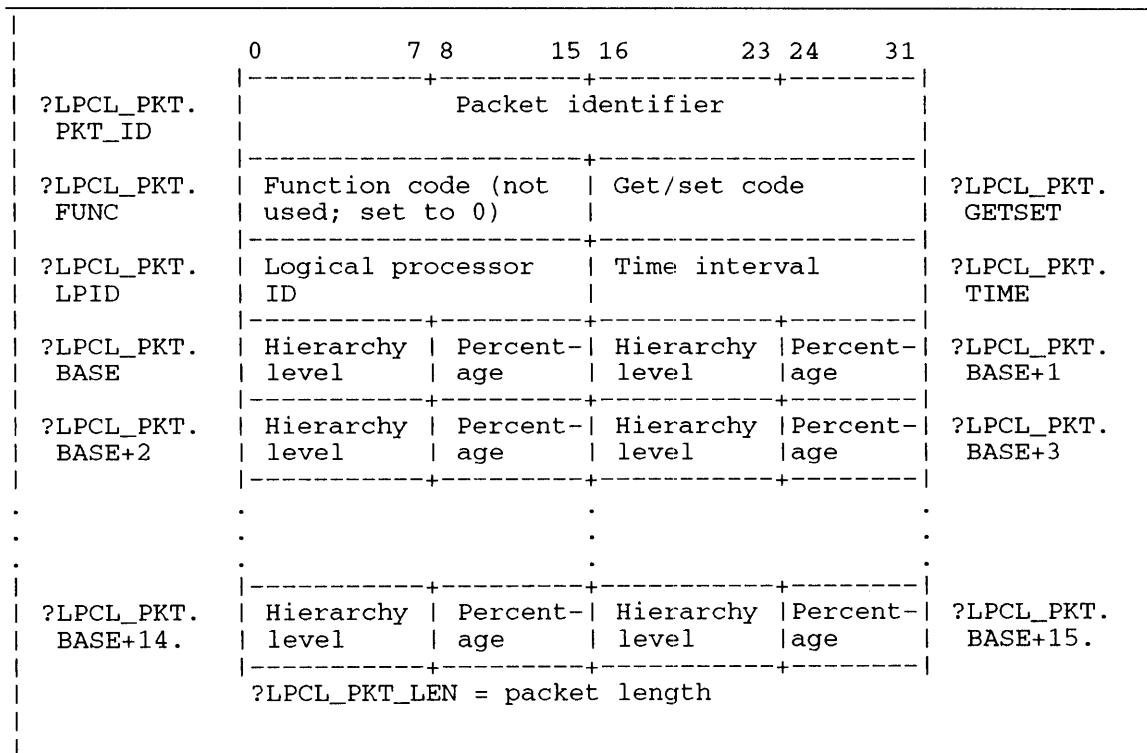 0 7 8 15 16 23 24 31
?LPCL_PKT. Packet identifier
PKT_ID
?LPCL_PKT. Function code (not Get/set code ?LPCL_PKT.
FUNC used; set to 0) GETSET
?LPCL_PKT. Logical processor Time interval ?LPCL_PKT.
LPID ID TIME
?LPCL_PKT. Hierarchy Percent- Hierarchy Percent- ?LPCL_PKT.
BASE level age level age BASE+1
?LPCL_PKT. Hierarchy Percent- Hierarchy Percent- ?LPCL_PKT.
BASE+2 level age level age BASE+3
?LPCL_PKT. Hierarchy Percent- Hierarchy Percent- ?LPCL_PKT.
BASE+14. level age level age BASE+15.
?LPCL_PKT_LEN = packet length